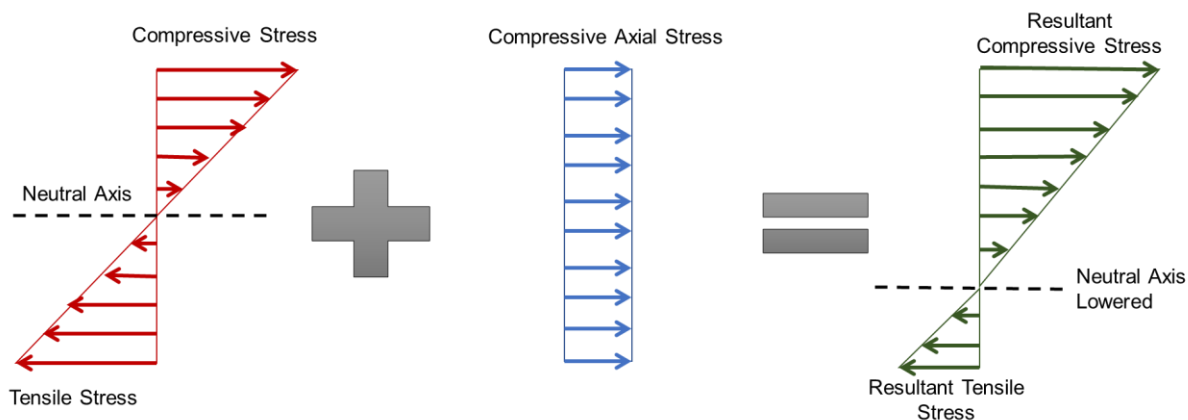 Compressive Stress
Neutral Axis
Tensile Stress
Compressive Axial Stress
Resultant
Compressive Stress
Neutral Axis
Lowered
Resultant Tensile
Stress